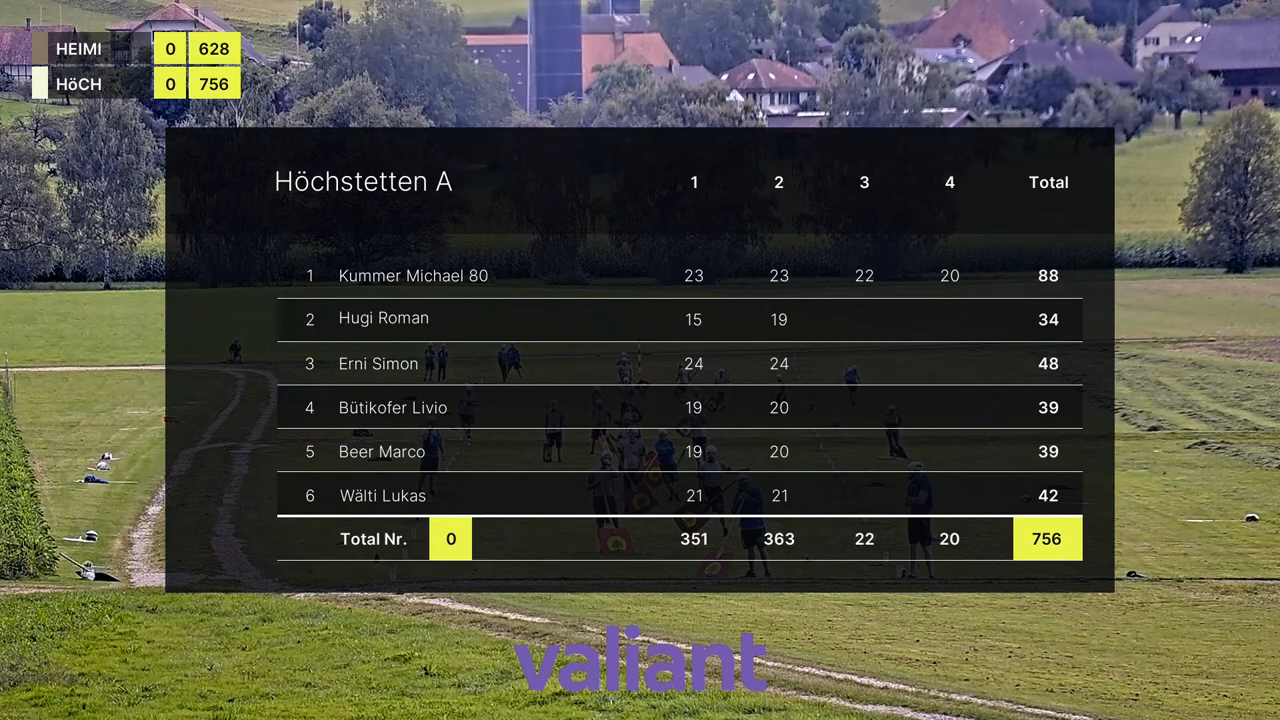 HEIMI 0 628
HöCH 0 756
Höchstetten A 1 2 3 4 Total
1 Kummer Michael 80 23 23 22 20 88
2 Hugi Roman 15 19 34
3 Erni Simon 24 24 48
4 Bütikofer Livio 19 20 39
5 Beer Marco 19 20 39
6 Wälti Lukas 21 21 42
Total Nr. 0 351 363 22 20 756
valiant